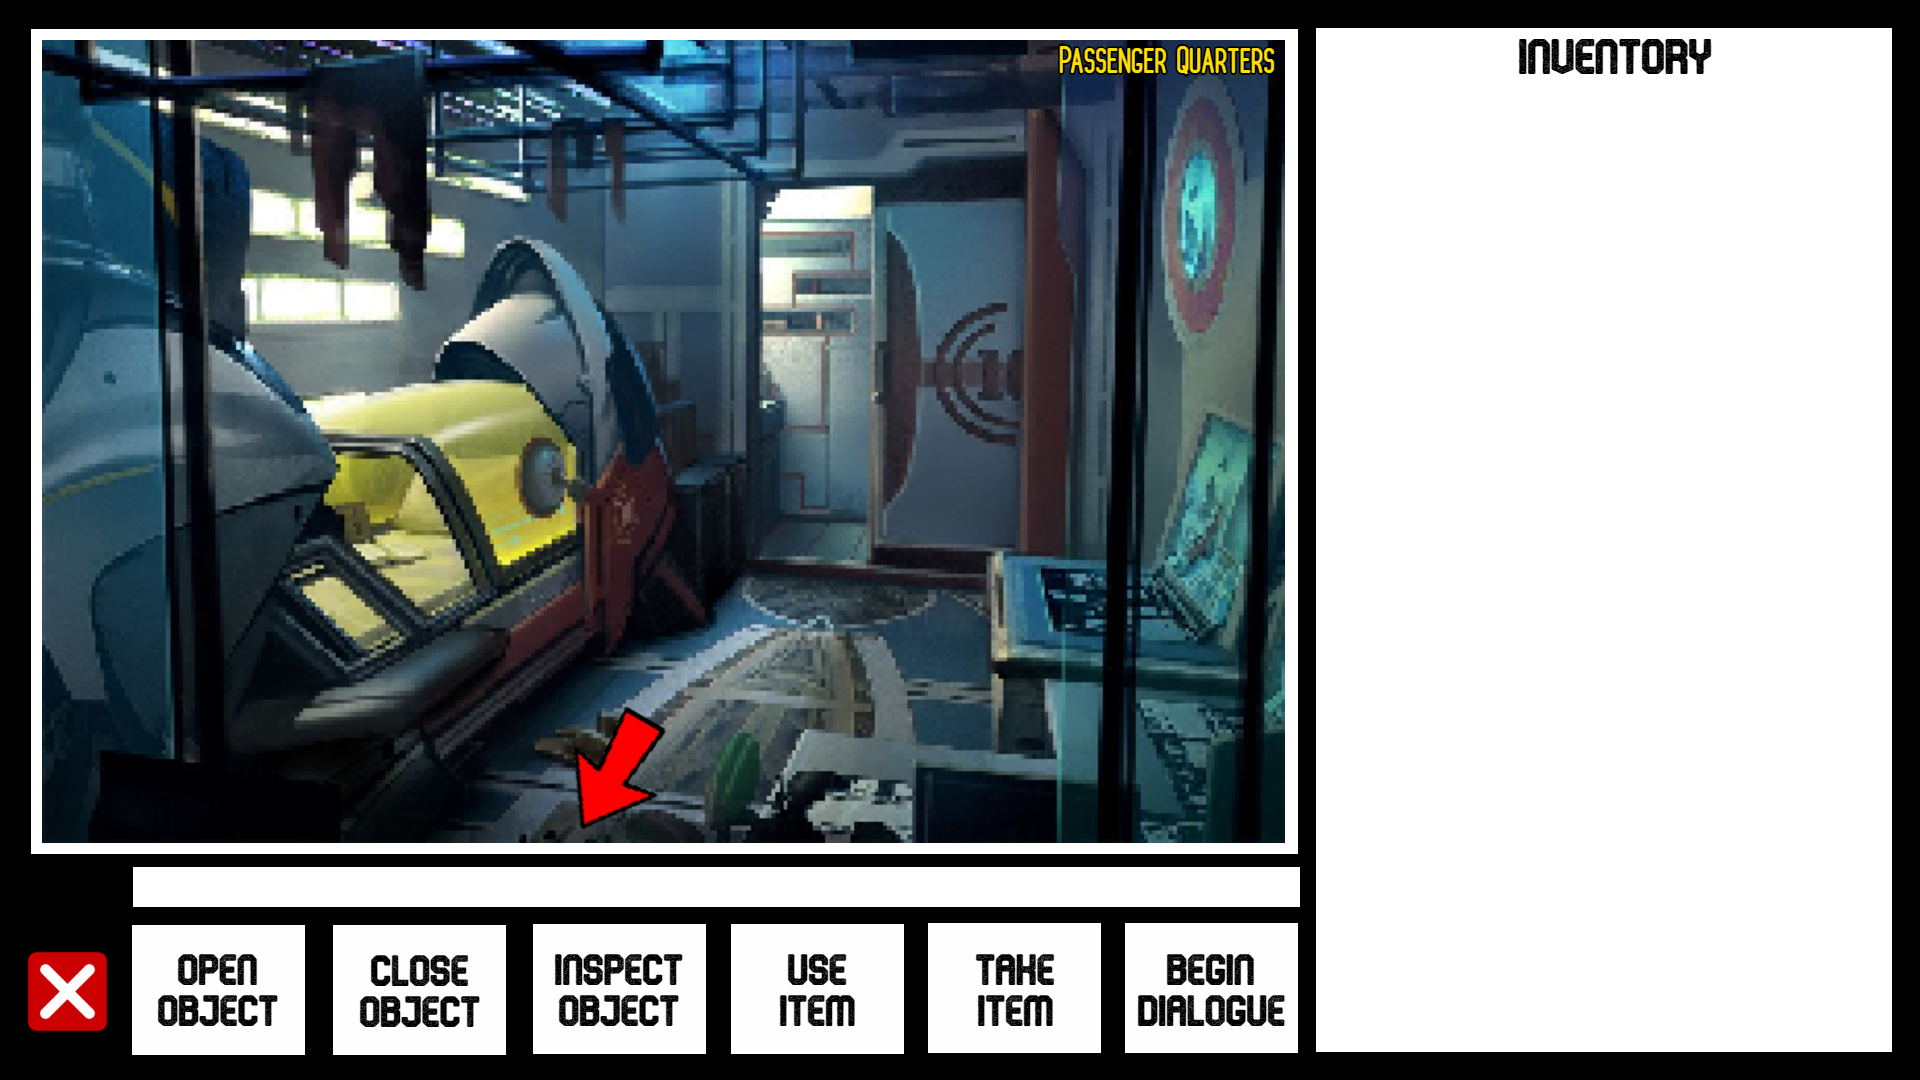 PASSENGER QUARTERS
INVENTORY
OPEN
OBJECT
CLOSE
OBJECT
INSPECT
OBJECT
USE
ITEM
TAKE
ITEM
BEGIN
DIALOGUE